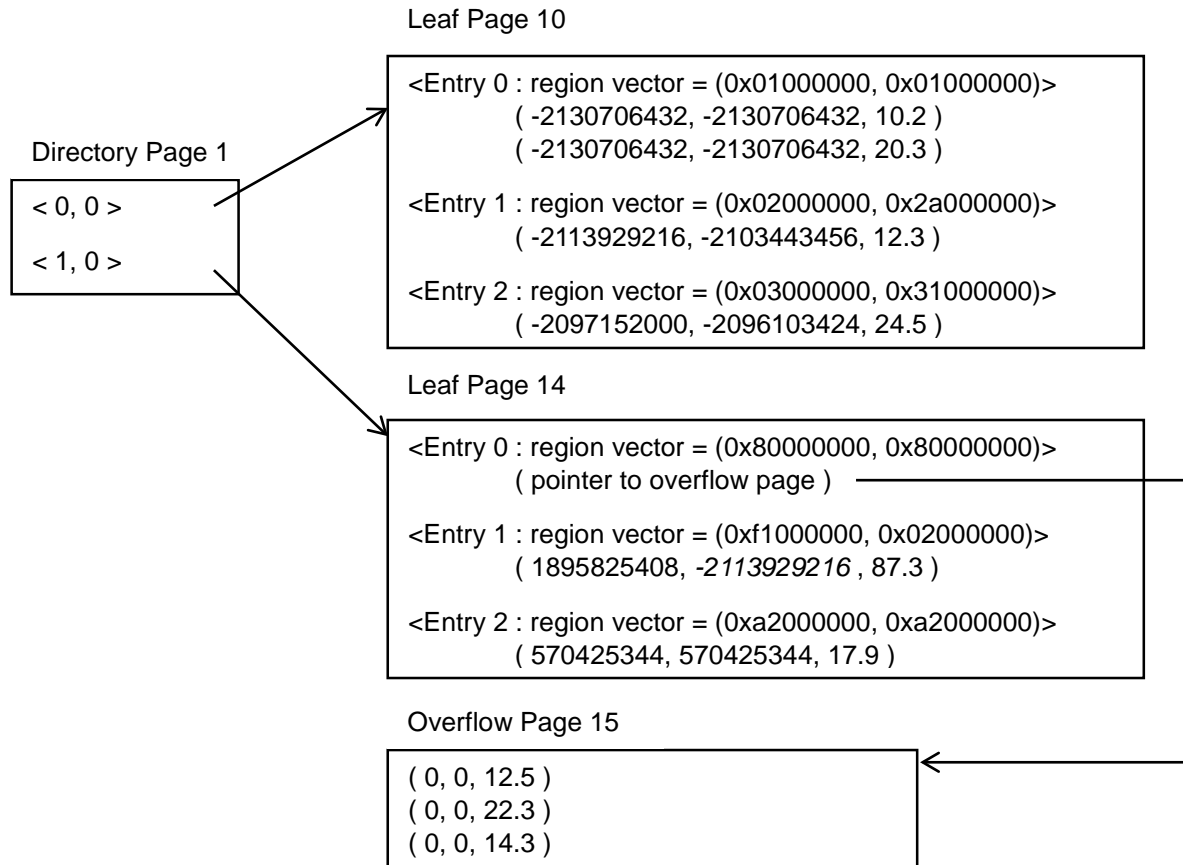 Leaf Page 10
<Entry 0 : region vector = (0x01000000, 0x01000000)>
( -2130706432, -2130706432, 10.2 )
( -2130706432, -2130706432, 20.3 )
<Entry 1 : region vector = (0x02000000, 0x2a000000)>
( -2113929216, -2103443456, 12.3 )
<Entry 2 : region vector = (0x03000000, 0x31000000)>
( -2097152000, -2096103424, 24.5 )
Directory Page 1
< 0, 0 >
< 1, 0 >
Leaf Page 14
<Entry 0 : region vector = (0x80000000, 0x80000000)>
( pointer to overflow page )
<Entry 1 : region vector = (0xf1000000, 0x02000000)>
( 1895825408, -2113929216 , 87.3 )
<Entry 2 : region vector = (0xa2000000, 0xa2000000)>
( 570425344, 570425344, 17.9 )
Overflow Page 15
( 0, 0, 12.5 )
( 0, 0, 22.3 )
( 0, 0, 14.3 )